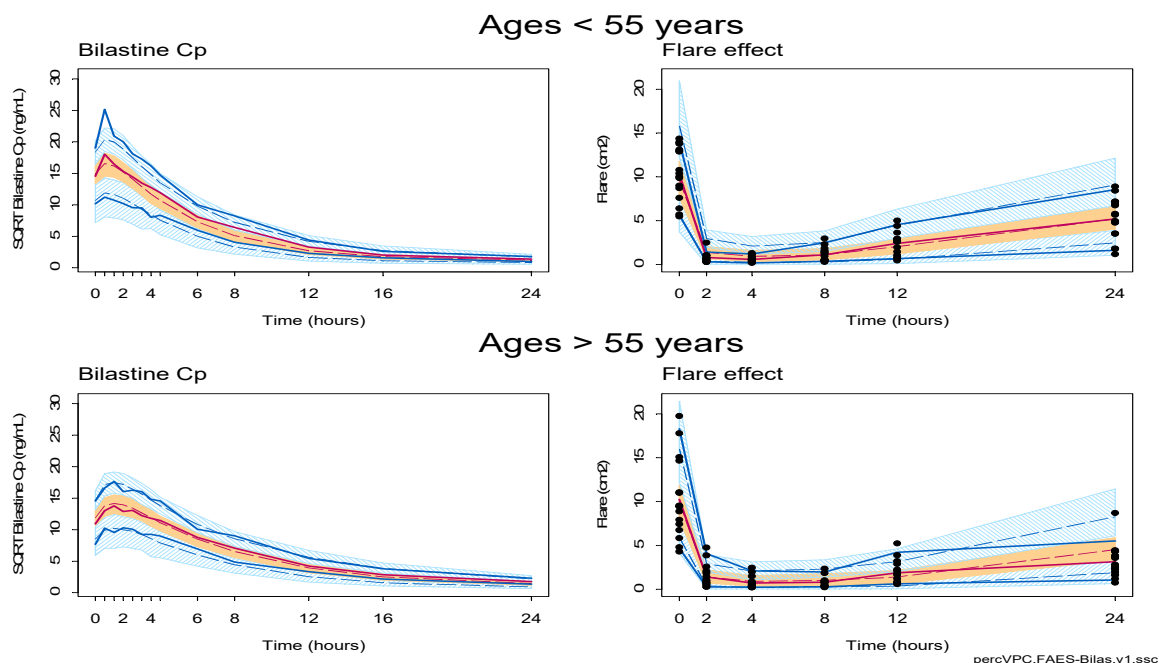 Ages < 55 years
Bilastine Cp
Flare effect
SQRT Bilastine Cp (ng/mL)
30
25
20
15
10
5
0
0 2 4 6 8 12 16 24
Time (hours)
Flare (cm2)
20
15
10
5
0
0 2 4 8 12 24
Time (hours)
Ages > 55 years
Bilastine Cp
Flare effect
SQRT Bilastine Cp (ng/mL)
30
25
20
15
10
5
0
0 2 4 6 8 12 16 24
Time (hours)
Flare (cm2)
20
15
10
5
0
0 2 4 8 12 24
Time (hours)
percVPC.FAES-Bilas.v1.ssc